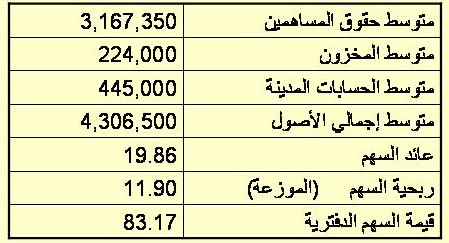 متوسط حقوق المساهمين 3,167,350
متوسط المخزون 224,000
متوسط الحسابات المدينة 445,000
متوسط إجمالي الأصول 4,306,500
عائد السهم 19.86
ربحية السهم (الموزعة) 11.90
قيمة السهم الدفترية 83.17